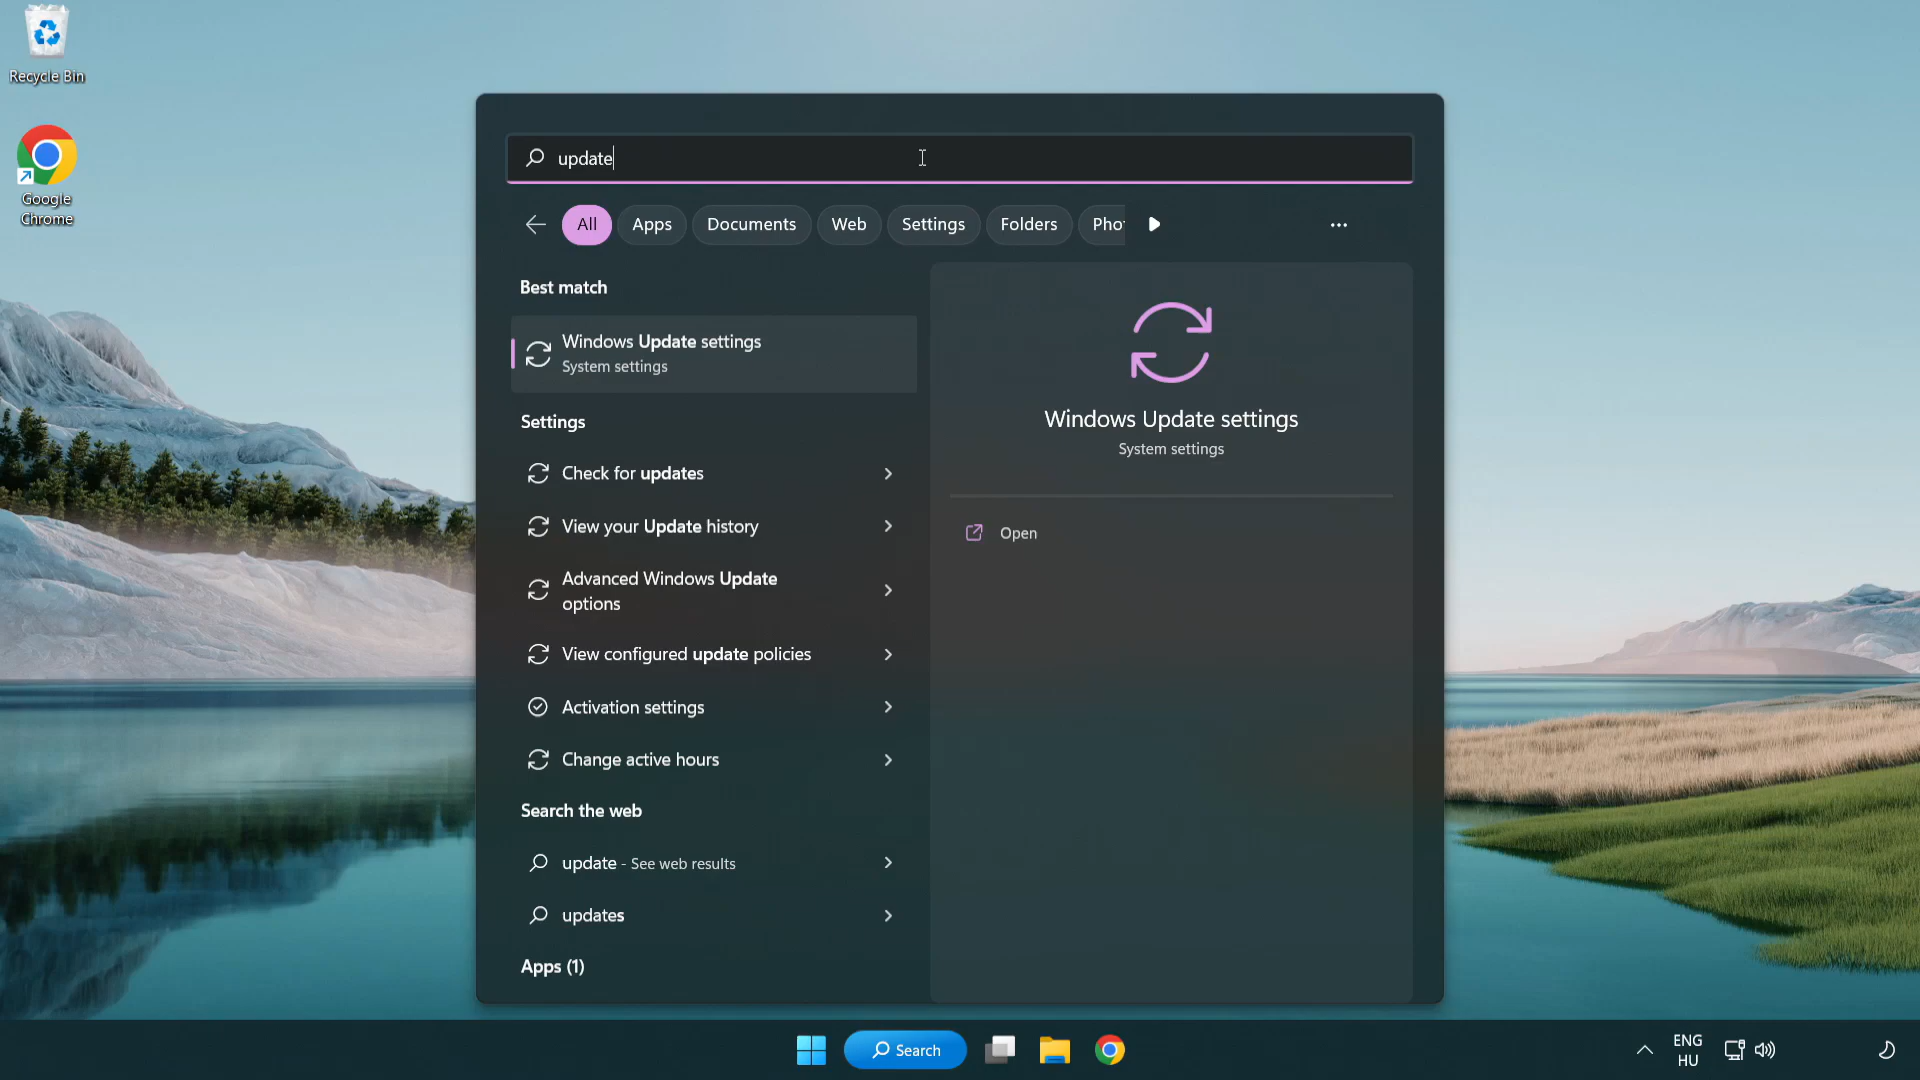 Recycle Bin
Google
Chrome
update
All
Apps
Documents
Web
Settings
Folders
Pho
Best match
Windows Update settings
System settings
Settings
Check for updates
View your Update history
Advanced Windows Update
options
View configured update policies
Activation settings
Change active hours
Search the web
update - See web results
updates
Apps (1)
Windows Update settings
System settings
Open
Search
ENG
HU